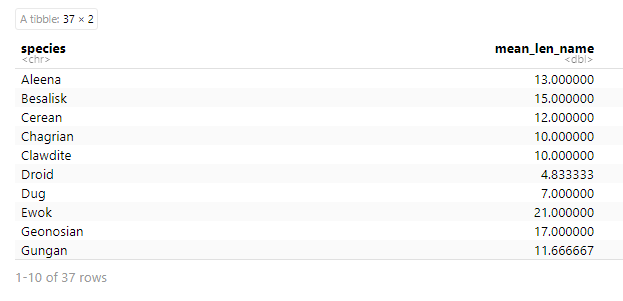 A tibble: 37 × 2
species mean_len_name
<chr> <dbl>
Aleena 13.000000
Besalisk 15.000000
Cerean 12.000000
Chagrian 10.000000
Clawdite 10.000000
Droid 4.833333
Dug 7.000000
Ewok 21.000000
Geonosian 17.000000
Gungan 11.666667
1-10 of 37 rows